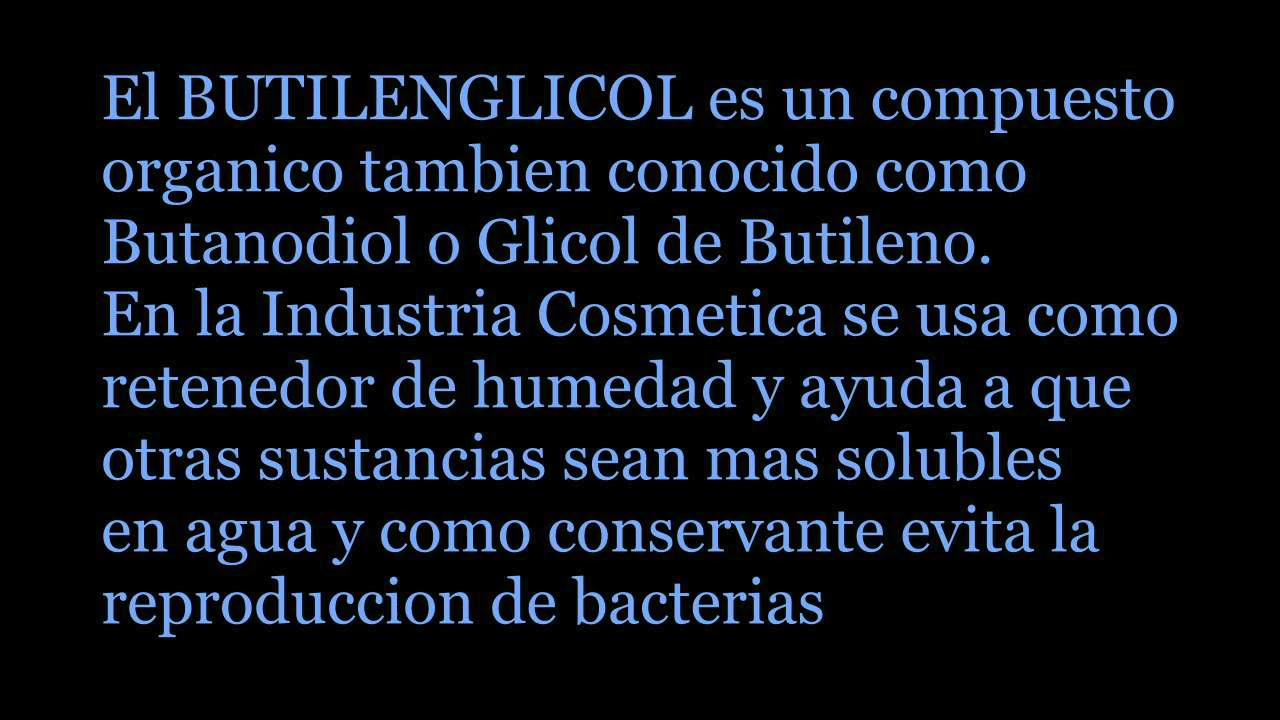 El BUTILENGLICOL es un compuesto
organico tambien conocido como
Butanodiol o Glicol de Butileno.
En la Industria Cosmetica se usa como
retenedor de humedad y ayuda a que
otras sustancias sean mas solubles
en agua y como conservante evita la
reproduccion de bacterias